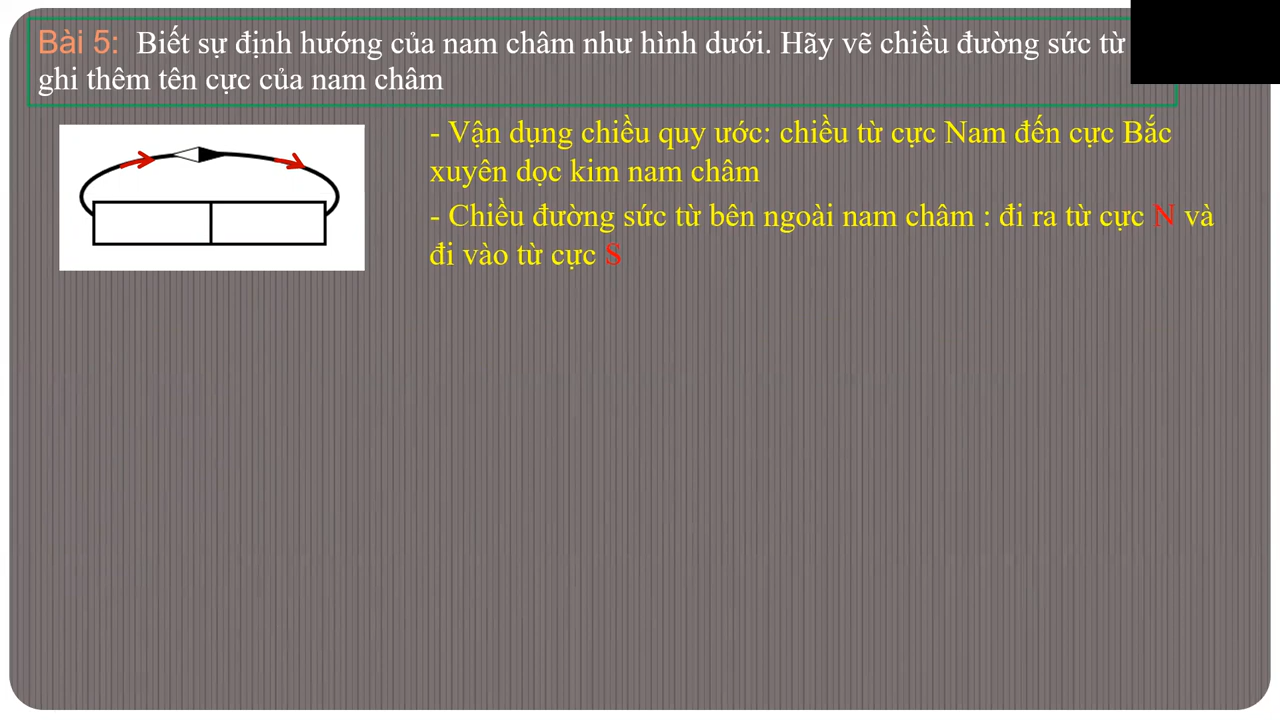 Bài 5: Biết sự định hướng của nam châm như hình dưới. Hãy vẽ chiều đường sức từ
ghi thêm tên cực của nam châm
- Vận dụng chiều quy ước: chiều từ cực Nam đến cực Bắc
xuyên dọc kim nam châm
- Chiều đường sức từ bên ngoài nam châm : đi ra từ cực N và
đi vào từ cực S